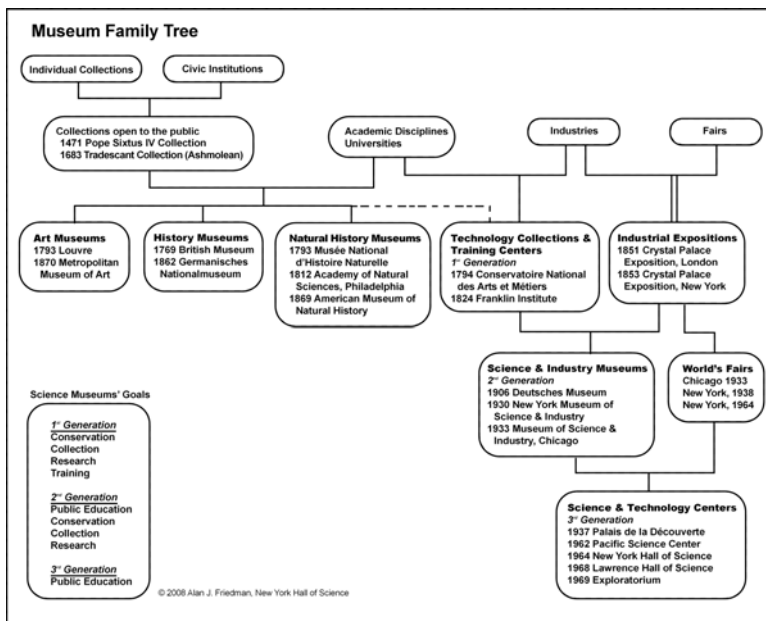 Museum Family Tree
Individual Collections
Civic Institutions
Collections open to the public
1471 Pope Sixtus IV Collection
1683 Tradescant Collection (Ashmolean)
Academic Disciplines
Universities
Industries
Fairs
Art Museums
1793 Louvre
1870 Metropolitan
Museum of Art
History Museums
1769 British Museum
1862 Germanisches
Nationalmuseum
Natural History Museums
1793 Musée National
d'Histoire Naturelle
1812 Academy of Natural
Sciences, Philadelphia
1869 American Museum of
Natural History
Technology Collections &
Training Centers
1st Generation
1794 Conservatoire National
des Arts et Métiers
1824 Franklin Institute
Industrial Expositions
1851 Crystal Palace
Exposition, London
1853 Crystal Palace
Exposition, New York
Science & Industry Museums
2nd Generation
1906 Deutsches Museum
1930 New York Museum of
Science & Industry
1933 Museum of Science &
Industry, Chicago
World's Fairs
Chicago 1933
New York, 1938
New York, 1964
Science & Technology Centers
3rd Generation
1937 Palais de la Découverte
1962 Pacific Science Center
1964 New York Hall of Science
1968 Lawrence Hall of Science
1969 Exploratorium
Science Museums' Goals
1st Generation
Conservation
Collection
Research
Training
2nd Generation
Public Education
Conservation
Collection
Research
3rd Generation
Public Education
© 2008 Alan J. Friedman, New York Hall of Science